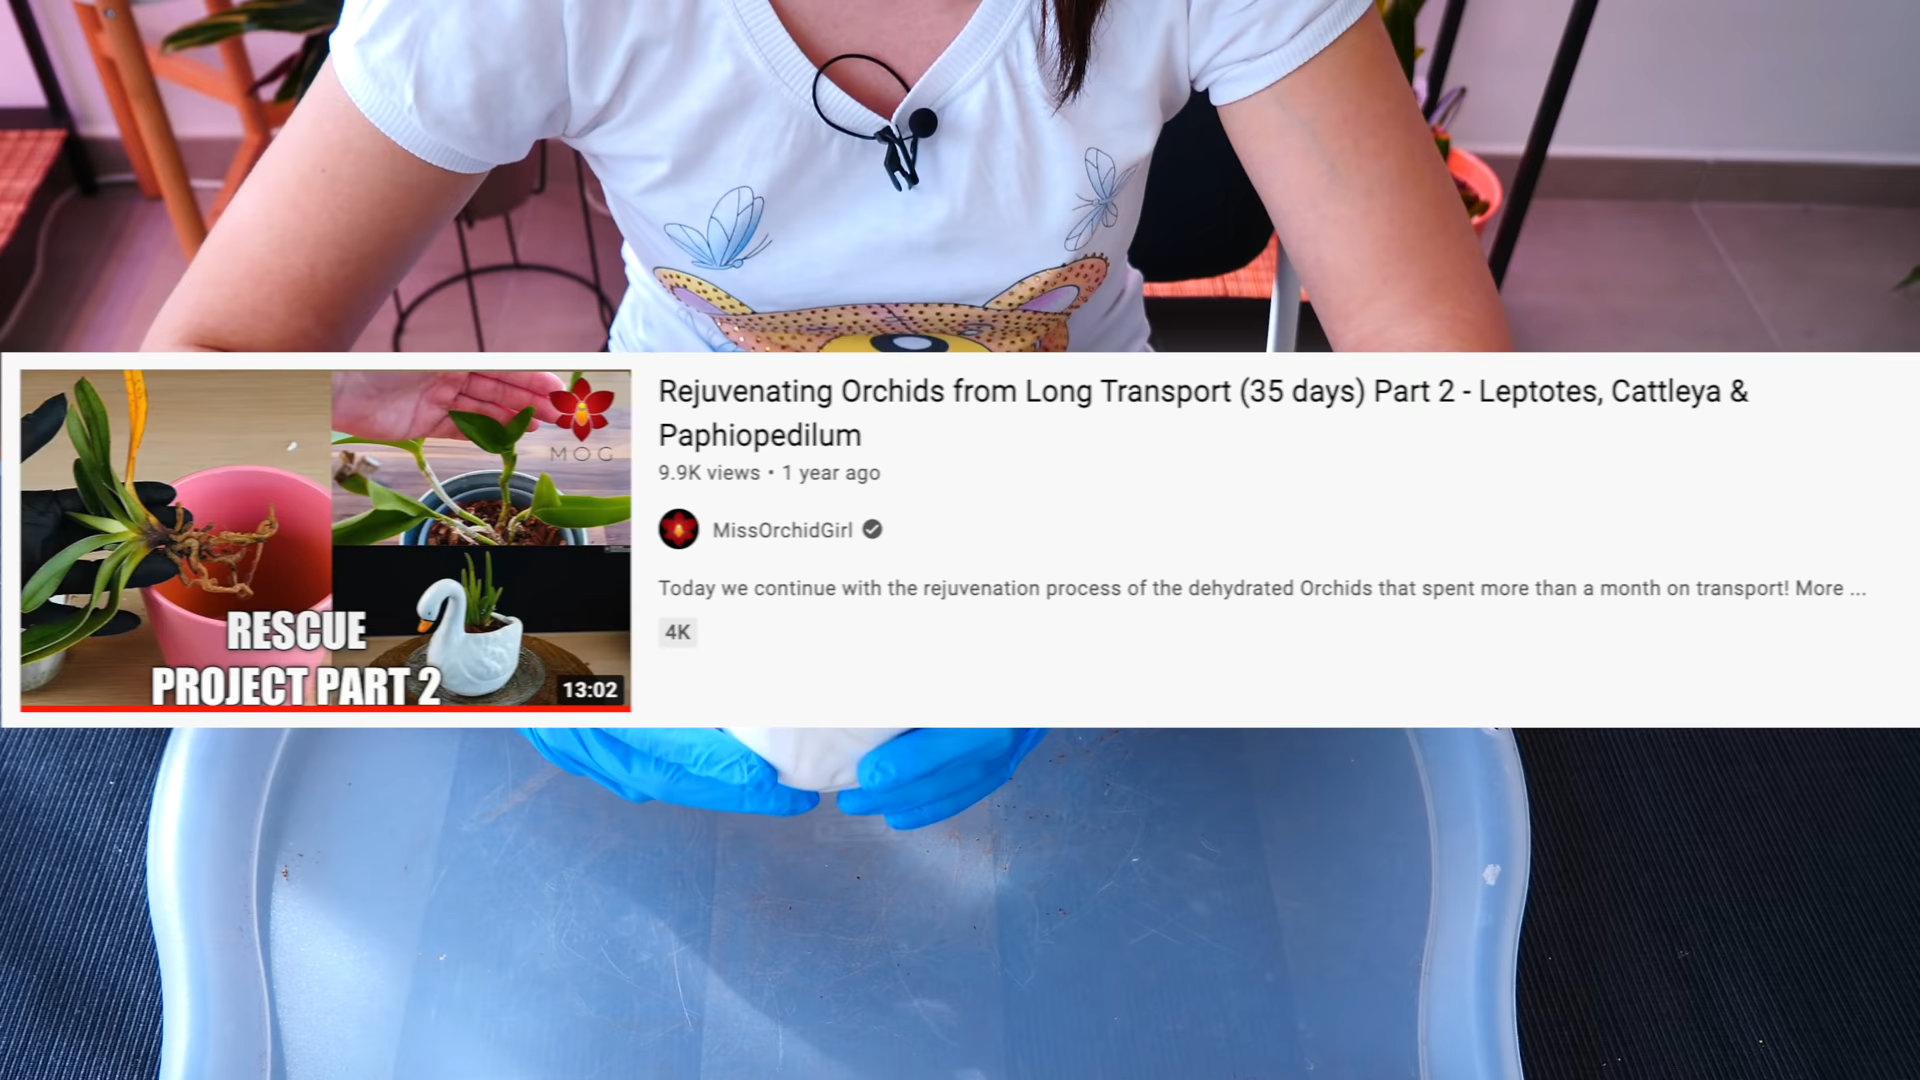 MOG
RESCUE
PROJECT PART 2
13:02
Rejuvenating Orchids from Long Transport (35 days) Part 2 - Leptotes, Cattleya &
Paphiopedilum
9.9K views • 1 year ago
MissOrchidGirl
Today we continue with the rejuvenation process of the dehydrated Orchids that spent more than a month on transport! More ...
4K